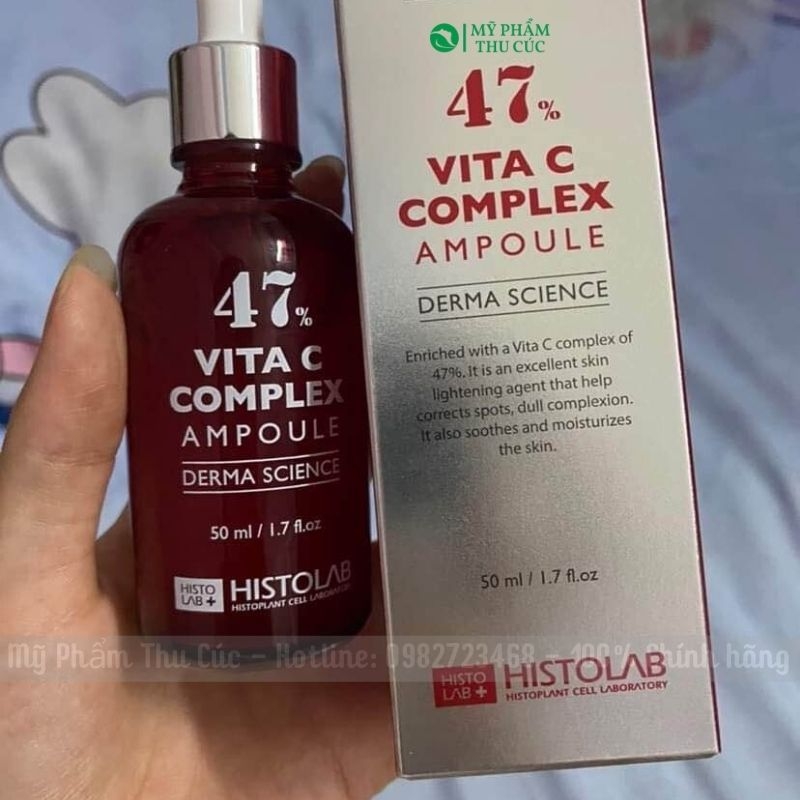 MỸ PHẨM
THU CÚC
47%
VITA C
COMPLEX
AMPOULE
DERMA SCIENCE
Enriched with a Vita C complex of
47%. It is an excellent skin
lightening agent that help
corrects spots, dull complexion.
It also soothes and moisturizes
the skin.
50 ml / 1.7 fl.oz
HISTO
LAB+
HISTOLAB
HISTOPLANT CELL LABORATORY
47%
VITA C
COMPLEX
AMPOULE
DERMA SCIENCE
50 ml / 1.7 fl.oz
HISTO
LAB+
HISTOLAB
HISTOPLANT CELL LABORATORY
Mỹ Phẩm Thu Cúc - Hotline: 0982723468 - 100% Chính hãng